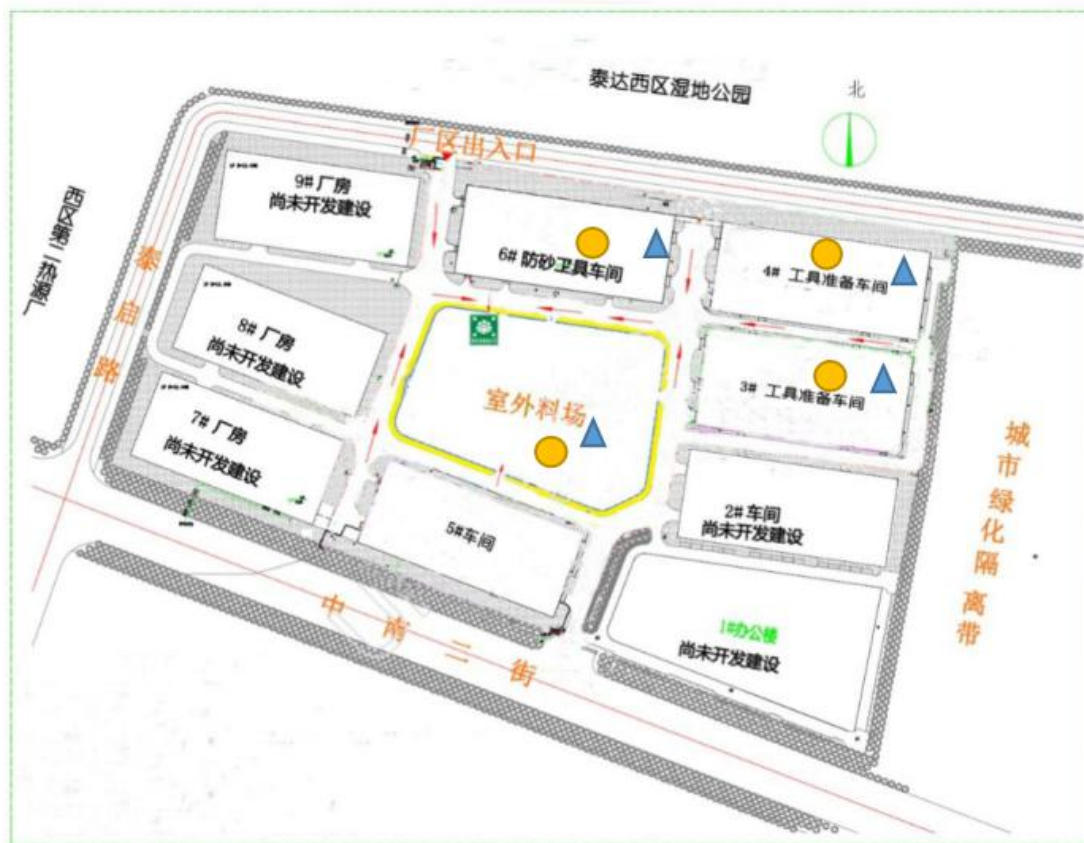 泰达西区湿地公园
北
厂区出入口
9# 厂房
尚未开发建设
6# 防砂工具车间
4# 工具准备车间
西区第二热源厂
泰启路
8# 厂房
尚未开发建设
室外料场
3# 工具准备车间
7# 厂房
尚未开发建设
5#车间
2#车间
尚未开发建设
城市绿化隔离带
1#办公楼
尚未开发建设
中南三街